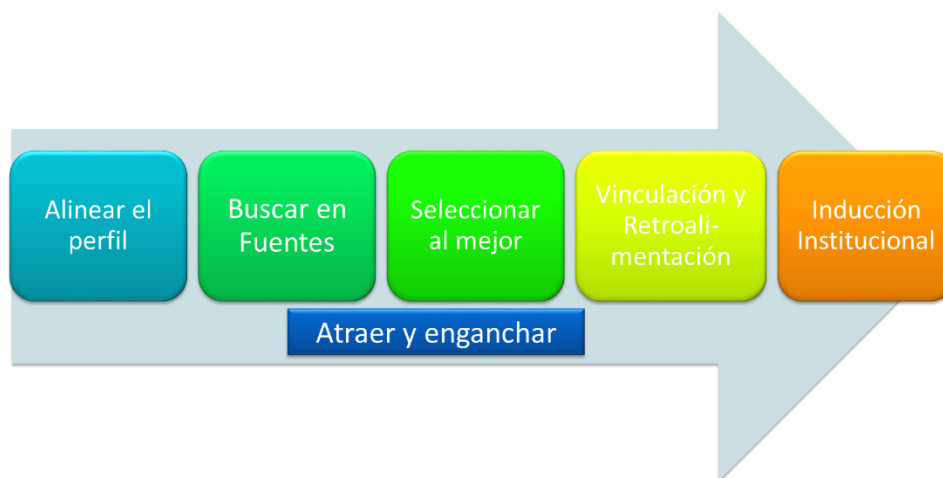 Alinear el
perfil
Buscar en
Fuentes
Seleccionar
al mejor
Vinculación y
Retroali-
mentación
Inducción
Institucional
Atraer y enganchar